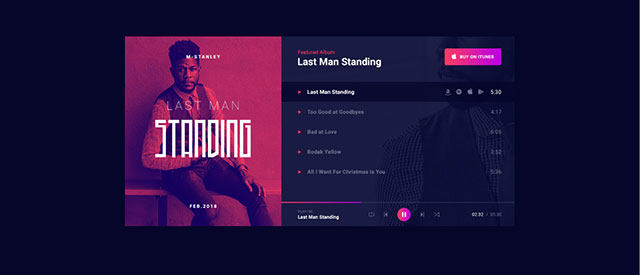 M-STANLEY
LAST MAN
STANDING
FEB.2018
Featured Album
Last Man Standing
BUY ON ITUNES
Last Man Standing
5:30
Too Good at Goodbyes
4:17
Bad at Love
6:05
Bodak Yellow
3:52
All I Want For Christmas is You
5:36
PLAYING
Last Man Standing
02:32 / 05:30